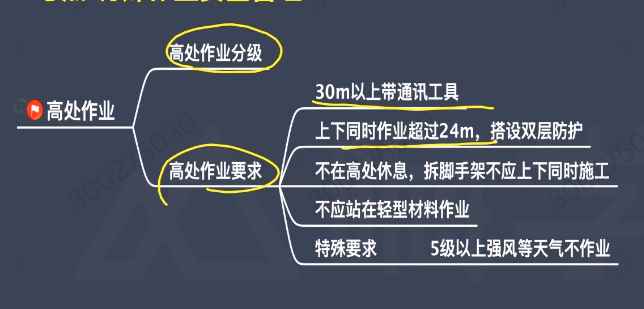 高处作业分级
30m以上带通讯工具
高处作业
上下同时作业超过24m，搭设双层防护
高处作业要求
不在高处休息，拆脚手架不应上下同时施工
不应站在轻型材料作业
特殊要求 5级以上强风等天气不作业